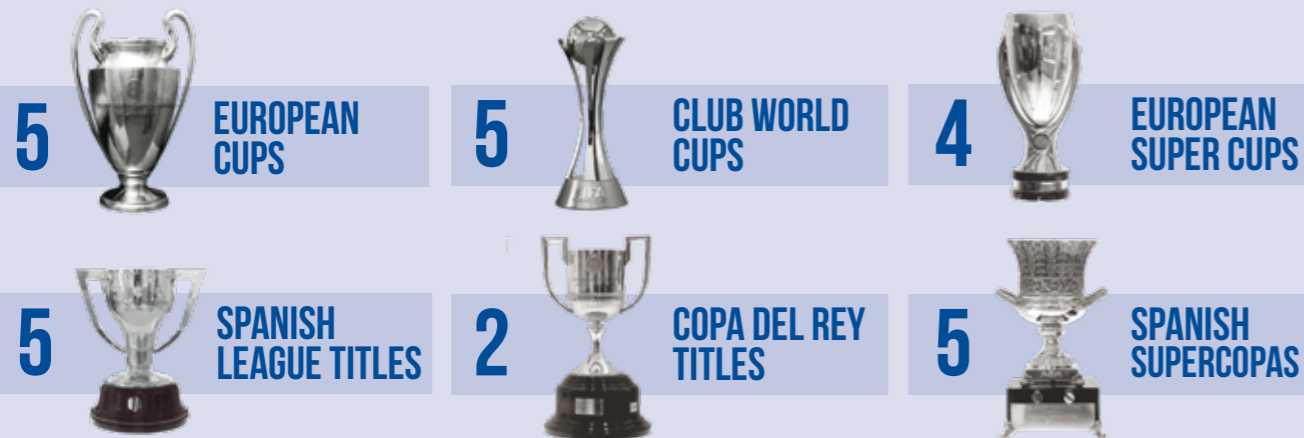 5
EUROPEAN
CUPS
5
CLUB WORLD
CUPS
4
EUROPEAN
SUPER CUPS
5
SPANISH
LEAGUE TITLES
2
COPA DEL REY
TITLES
5
SPANISH
SUPERCOPAS